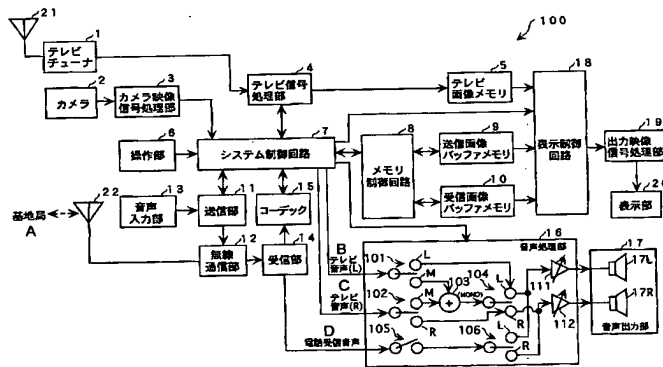 100
21
1
テレビ
チューナ
2
カメラ
3
カメラ映像
信号処理部
4
テレビ信号
処理部
5
テレビ
画像メモリ
18
表示制御
回路
19
出力映像
信号処理部
20
表示部
6
操作部
7
システム制御回路
8
メモリ
制御回路
9
送信画像
バッファメモリ
10
受信画像
バッファメモリ
22
基地局
A
13
音声
入力部
11
送信部
15
コーデック
12
無線
通信部
14
受信部
B
テレビ
音声(L)
C
テレビ
音声(R)
D
電話受信音声
16
音声処理部
101
L
M
102
M
R
103
(MONO)
104
L
R
105
106
L
R
111
112
17
17L
17R
音声出力部